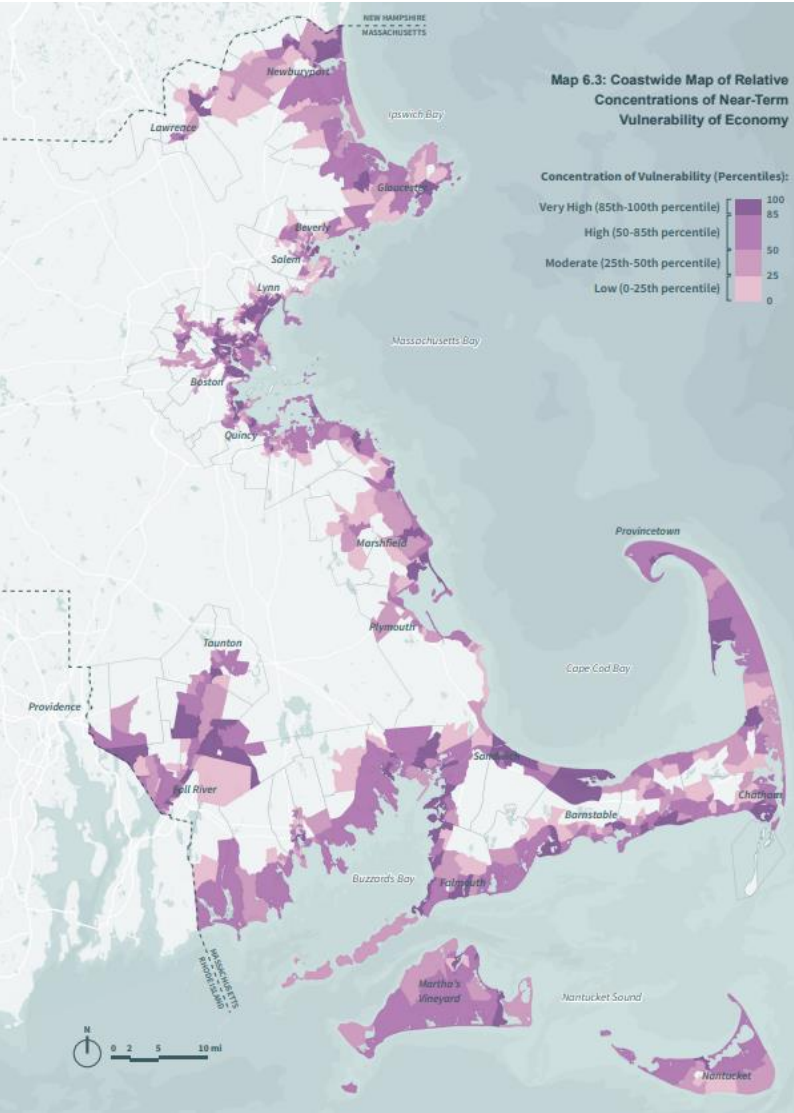 NEW HAMPSHIRE
MASSACHUSETTS
Map 6.3: Coastwide Map of Relative
Concentrations of Near-Term
Vulnerability of Economy
Newburyport
Ipswich Bay
Lawrence
Concentration of Vulnerability (Percentiles):
Very High (85th-100th percentile)
100
85
High (50-85th percentile)
50
Moderate (25th-50th percentile)
25
Low (0-25th percentile)
0
Gloucester
Beverly
Salem
Lynn
Massachusetts Bay
Boston
Quincy
Provincetown
Marshfield
Plymouth
Taunton
Cape Cod Bay
Providence
Sandwich
Fall River
Chatham
Barnstable
Buzzards Bay
Falmouth
MASSACHUSETTS
RHODE ISLAND
Martha's
Vineyard
Nantucket Sound
N
0 2 5 10 mi
Nantucket